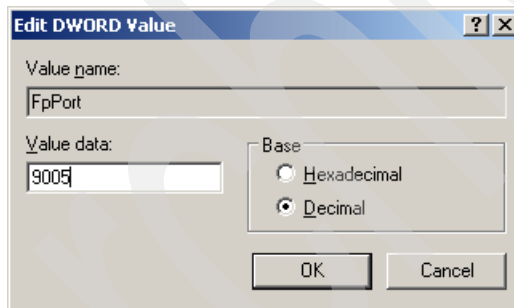 Edit DWORD Value
Value name:
FpPort
Value data:
9005
Base
Hexadecimal
Decimal
OK
Cancel